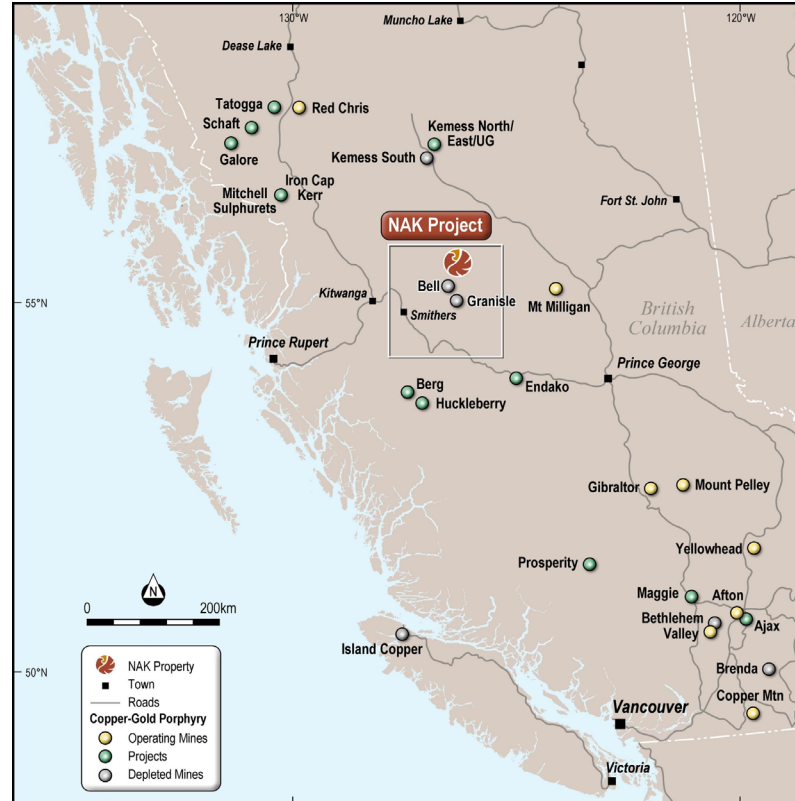 130°W
120°W
Muncho Lake
Dease Lake
Tatogga
Red Chris
Schaft
Galore
Kemess North/
East/UG
Kemess South
Iron Cap
Mitchell
Kerr
Sulphurets
Fort St. John
NAK Project
Bell
Granisle
Mt Milligan
Kitwanga
55°N
Smithers
British
Columbia
Alberta
Prince Rupert
Prince George
Berg
Endako
Huckleberry
Gibraltor
Mount Pelley
Yellowhead
Prosperity
Maggie
Afton
N
0
200km
Bethlehem
Ajax
Valley
Island Copper
50°N
Brenda
Copper Mtn
Vancouver
Victoria
NAK Property
Town
Roads
Copper-Gold Porphyry
Operating Mines
Projects
Depleted Mines